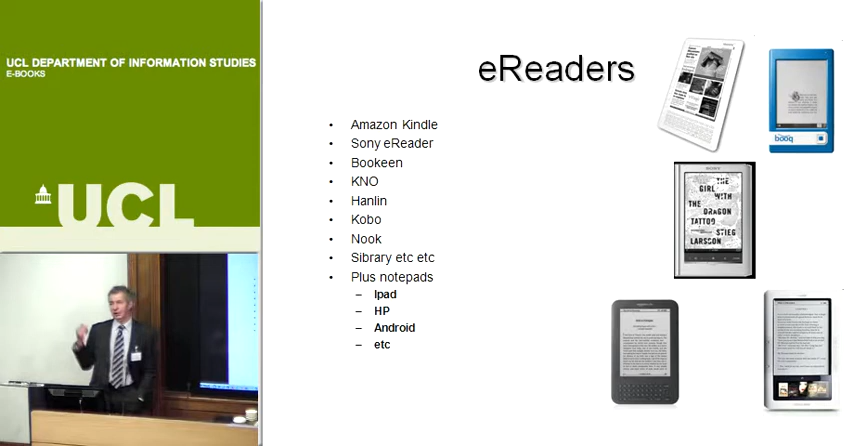 UCL DEPARTMENT OF INFORMATION STUDIES
E-BOOKS
UCL
eReaders
• Amazon Kindle
• Sony eReader
• Bookeen
• KNO
• Hanlin
• Kobo
• Nook
• Sibrary etc etc
• Plus notepads
– Ipad
– HP
– Android
– etc
booq
SONY
THE
GIRL
WITH
THE
DRAGON
TATTOO
STIEG
LARSSON